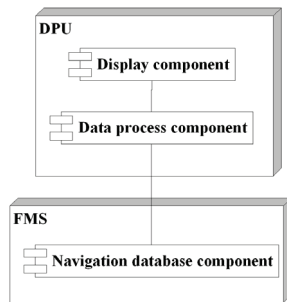 DPU
Display component
Data process component
FMS
Navigation database component